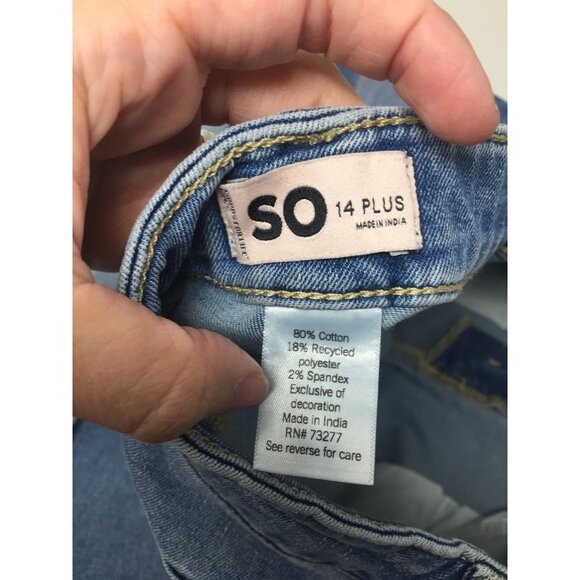 SO 14 PLUS
MADE IN INDIA
80% Cotton
18% Recycled
polyester
2% Spandex
Exclusive of
decoration
Made in India
RN# 73277
See reverse for care